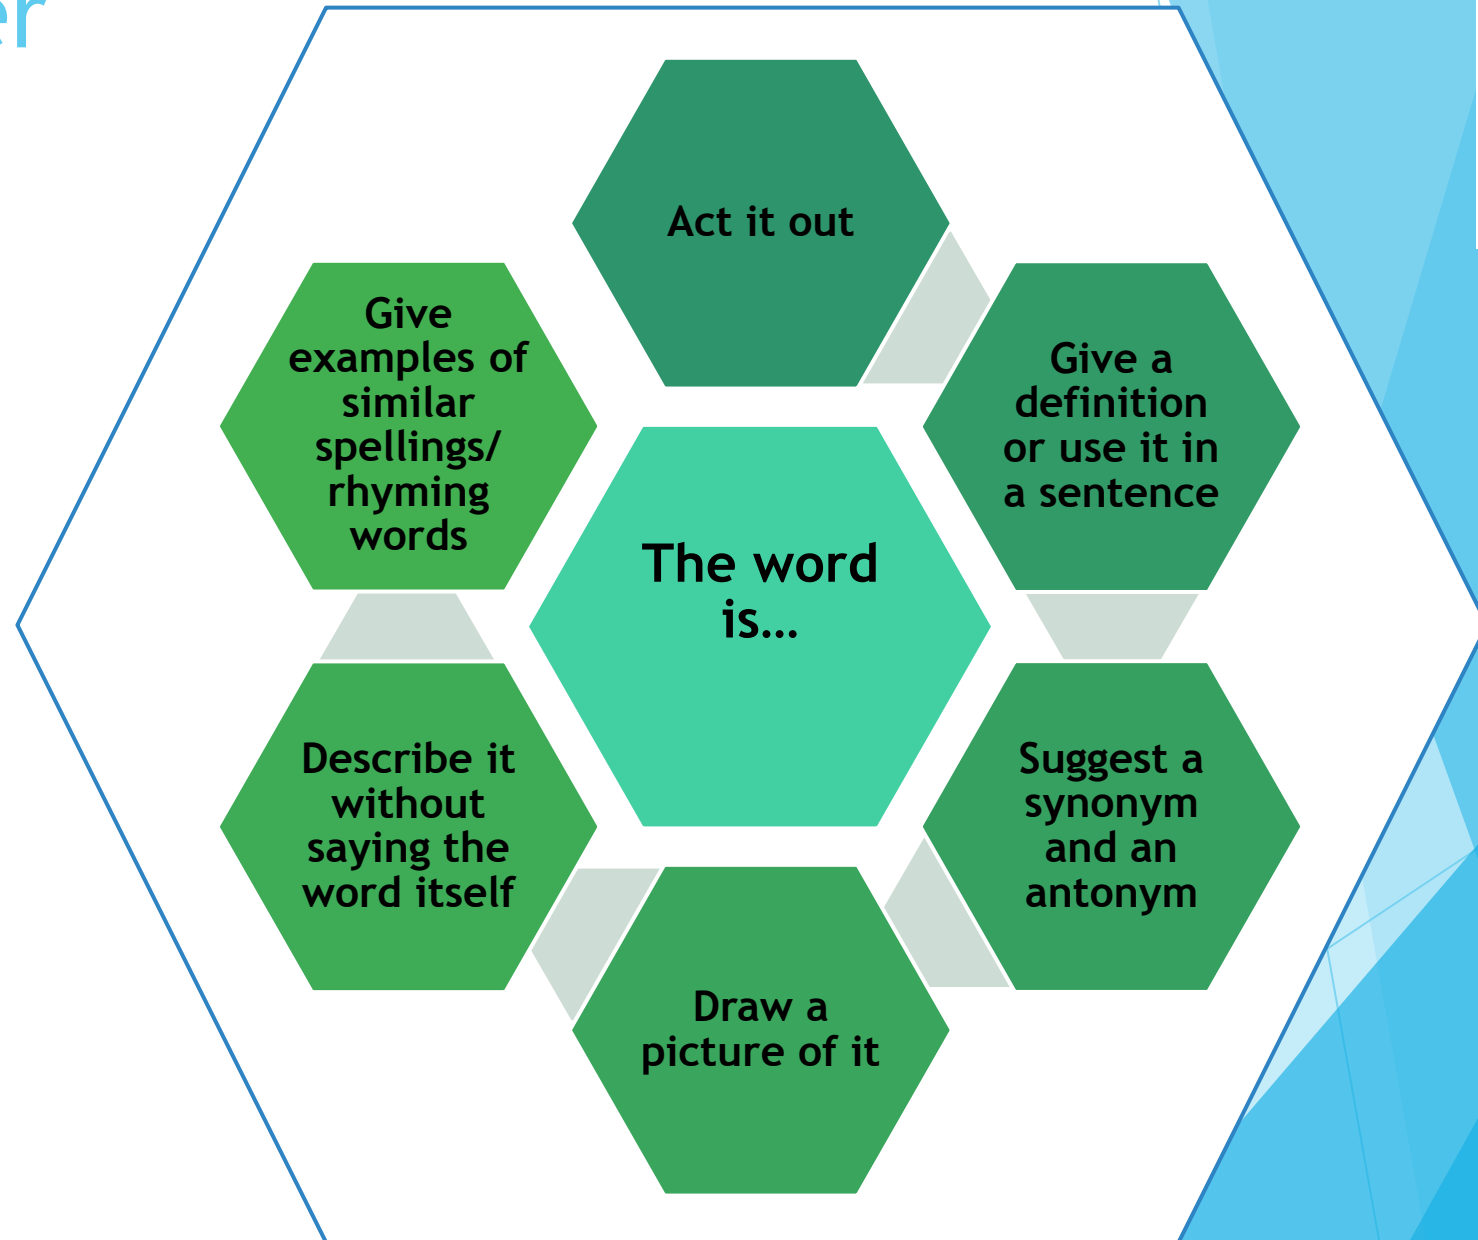 er
Act it out
Give a
definition
or use it in
a sentence
Suggest a
synonym
and an
antonym
Draw a
picture of it
Describe it
without
saying the
word itself
Give
examples of
similar
spellings/
rhyming
words
The word
is...